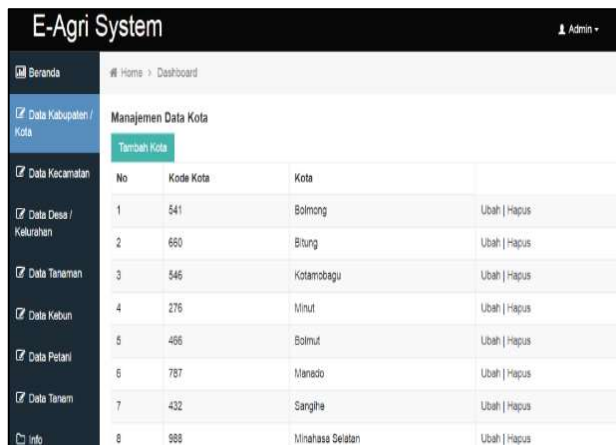 E-Agri System
Admin
Beranda
Home > Dashboard
Data Kabupaten /
Kota
Manajemen Data Kota
Tambah Kota
Data Kecamatan
Data Desa /
Kelurahan
Data Tanaman
Data Kebun
Data Petani
Data Tanam
Info
No Kode Kota Kota
1 541 Bolmong Ubah | Hapus
2 660 Bitung Ubah | Hapus
3 546 Kotamobagu Ubah | Hapus
4 276 Minut Ubah | Hapus
5 466 Bolmut Ubah | Hapus
6 787 Manado Ubah | Hapus
7 432 Sangihe Ubah | Hapus
8 988 Minahasa Selatan Ubah | Hapus